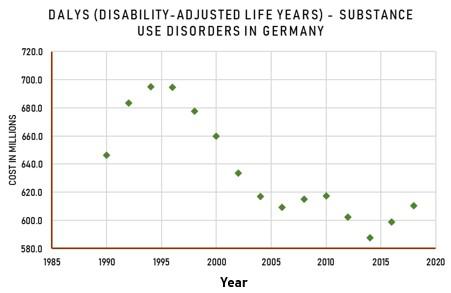 DALYS (DISABILITY-ADJUSTED LIFE YEARS) - SUBSTANCE
USE DISORDERS IN GERMANY
720.0
700.0
680.0
660.0
640.0
620.0
600.0
580.0
COST IN MILLIONS
1985 1990 1995 2000 2005 2010 2015 2020
Year